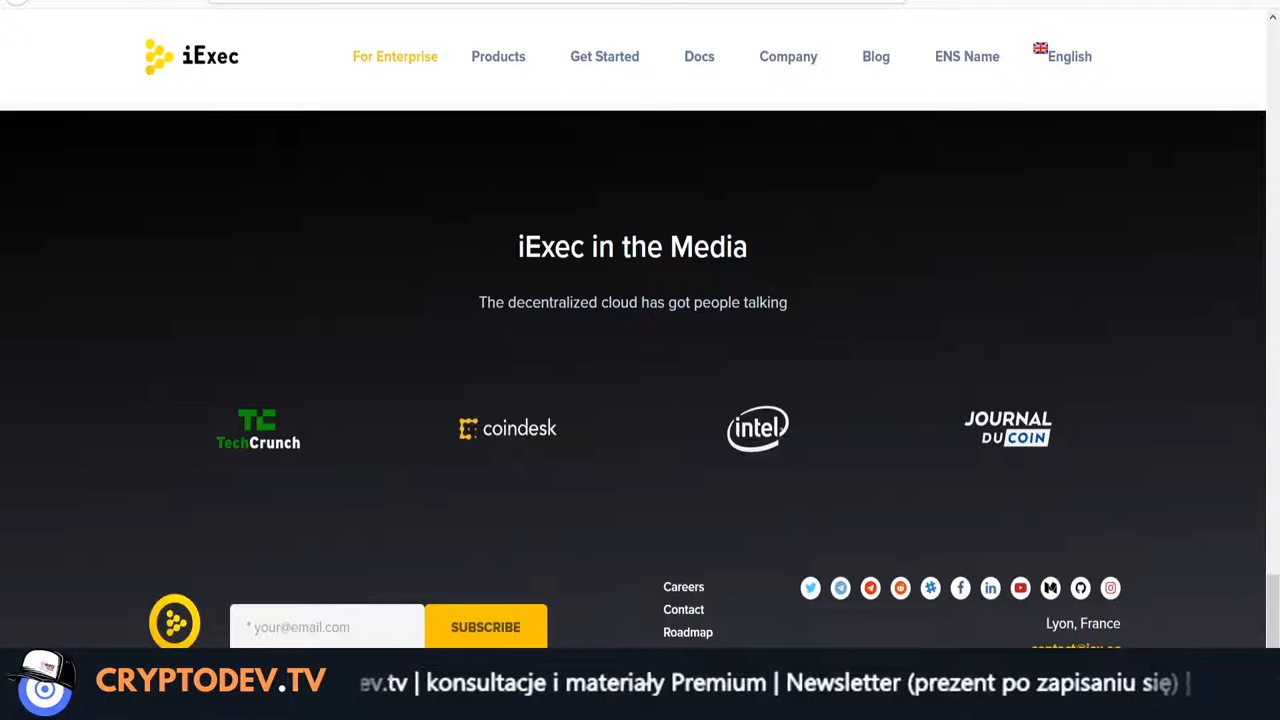 iExec
For Enterprise Products Get Started Docs Company Blog ENS Name English
iExec in the Media
The decentralized cloud has got people talking
TC
TechCrunch
coindesk
intel
JOURNAL
DU COIN
Careers
Contact
Roadmap
* your@email.com
SUBSCRIBE
Lyon, France
CRYPTODEV.TV
ev.tv | konsultacje i materiały Premium | Newsletter (prezent po zapisaniu się) |